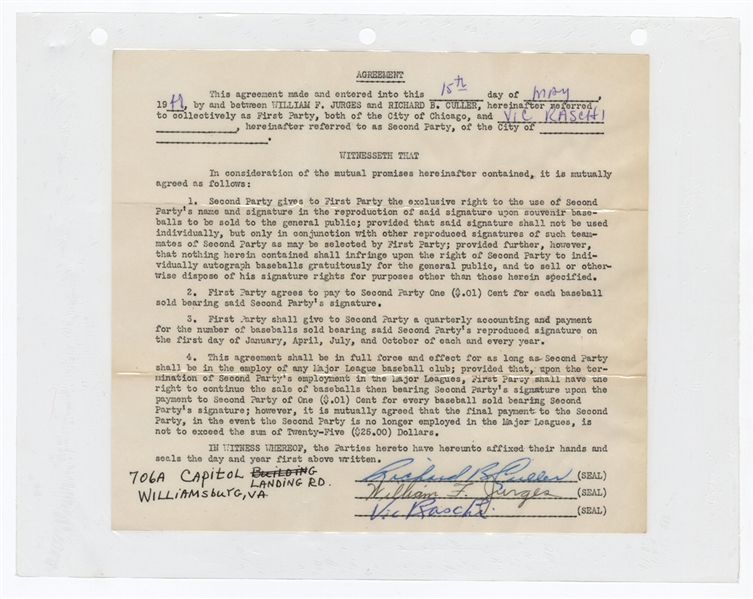 AGREEMENT
This agreement made and entered into this 15th day of MAY,
19, by and between WILLIAM F. JURGES and RICHARD B. CULLER, hereinafter referred
to collectively as First Party, both of the City of Chicago, and VIC RASCHI
, hereinafter referred to as Second Party, of the City of
.
WITNESSETH THAT
In consideration of the mutual promises hereinafter contained, it is mutually
agreed as follows:
1. Second Party gives to First Party the exclusive right to the use of Second
Party's name and signature in the reproduction of said signature upon souvenir base-
balls to be sold to the general public; provided that said signature shall not be used
individually, but only in conjunction with other reproduced signatures of such team-
mates of Second Party as may be selected by First Party; provided further, however,
that nothing herein contained shall infringe upon the right of Second Party to indi-
vidually autograph baseballs gratuitously for the general public, and to sell or other-
wise dispose of his signature rights for purposes other than those herein specified.
2. First Party agrees to pay to Second Party One ($.01) Cent for each baseball
sold bearing said Second Party's signature.
3. First Party shall give to Second Party a quarterly accounting and payment
for the number of baseballs sold bearing said Second Party's reproduced signature on
the first day of January, April, July, and October of each and every year.
4. This agreement shall be in full force and effect for as long as Second Party
shall be in the employ of any Major League baseball club; provided that, upon the ter-
mination of Second Party's employment in the Major Leagues, First Party shall have the
right to continue the sale of baseballs then bearing Second Party's signature upon the
payment to Second Party of One ($.01) Cent for every baseball sold bearing Second
Party's signature; however, it is mutually agreed that the final payment to the Second
Party, in the event the Second Party is no longer employed in the Major Leagues, is
not to exceed the sum of Twenty-Five ($25.00) Dollars.
IN WITNESS WHEREOF, the Parties hereto have hereunto affixed their hands and
seals the day and year first above written.
706A CAPITOL BUILDING
LANDING RD.
WILLIAMSBURG, VA.
Richard B. Culler (SEAL)
William F. Jurges (SEAL)
Vic Raschi (SEAL)